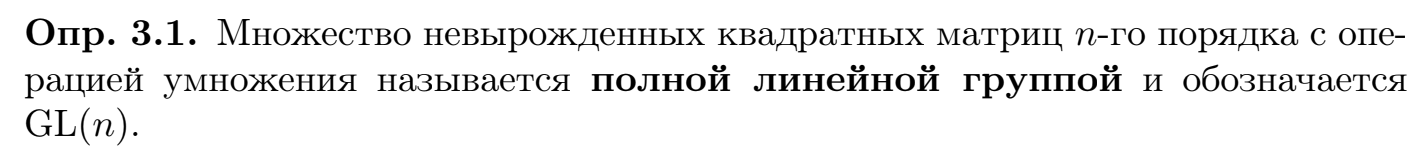 Опр. 3.1. Множество невырожденных квадратных матриц n-го порядка с опе-
рацией умножения называется полной линейной группой и обозначается
GL(n).